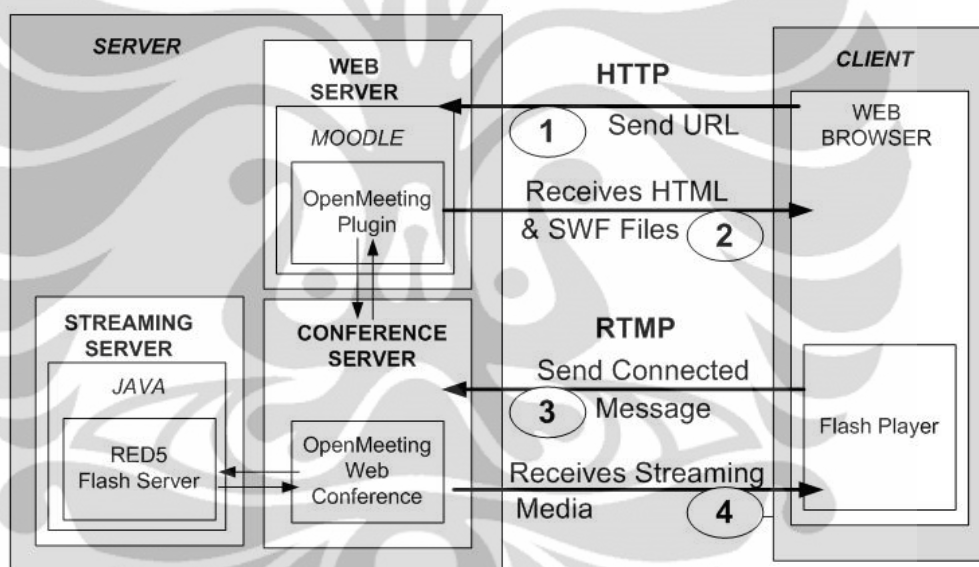 SERVER
WEB
SERVER
MOODLE
OpenMeeting
Plugin
STREAMING
SERVER
JAVA
RED5
Flash Server
CONFERENCE
SERVER
OpenMeeting
Web
Conference
HTTP
1
Send URL
Receives HTML
& SWF Files
2
RTMP
Send Connected
3
Message
Receives Streaming
Media
4
CLIENT
WEB
BROWSER
Flash Player